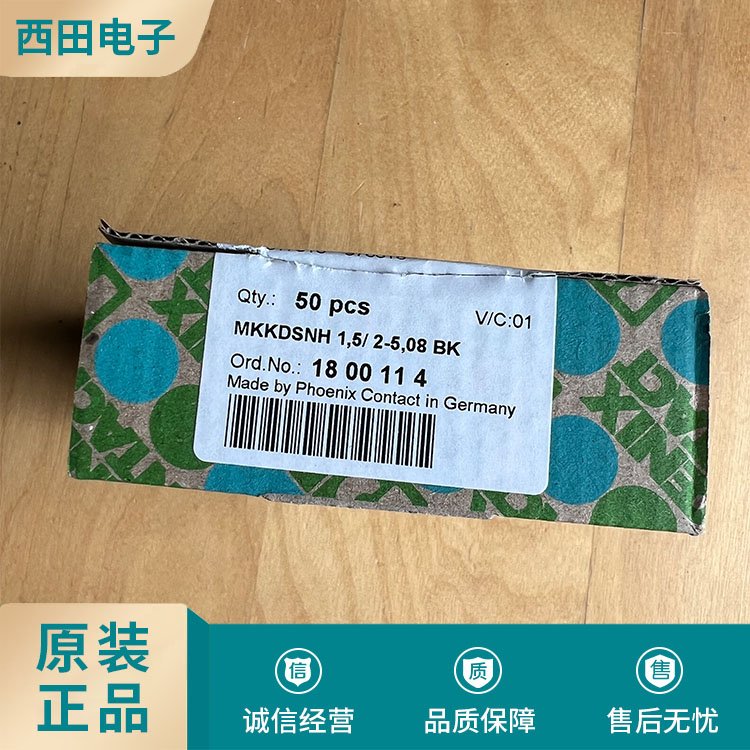 西田电子
Qty.: 50 pcs V/C:01
MKKDSNH 1,5/ 2-5,08 BK
Ord.No.: 18 00 11 4
Made by Phoenix Contact in Germany
原装
正品
信
诚信经营
质
品质保障
售
售后无忧